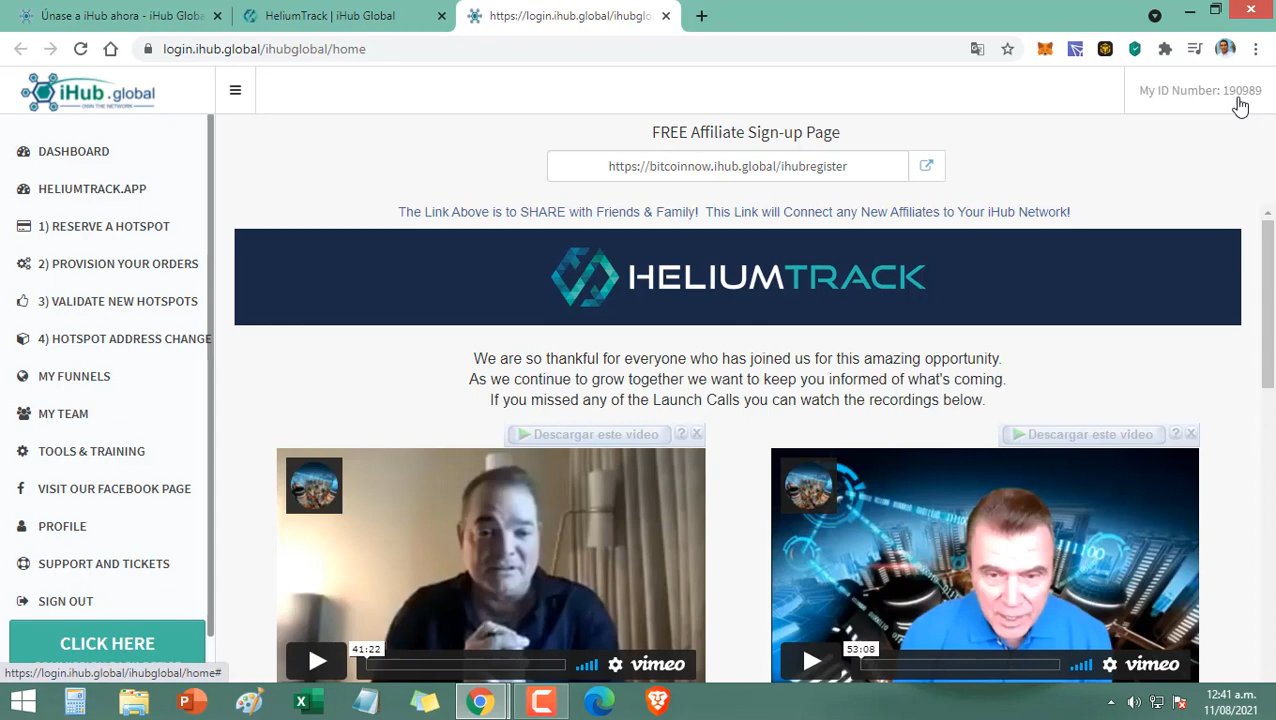 Únase a iHub ahora - iHub Globa
HeliumTrack | iHub Global
https://login.ihub.global/ihubglo
login.ihub.global/ihubglobal/home
iHub.global
OWN THE NETWORK
My ID Number: 190989
DASHBOARD
HELIUMTRACK.APP
1) RESERVE A HOTSPOT
2) PROVISION YOUR ORDERS
3) VALIDATE NEW HOTSPOTS
4) HOTSPOT ADDRESS CHANGE
MY FUNNELS
MY TEAM
TOOLS & TRAINING
VISIT OUR FACEBOOK PAGE
PROFILE
SUPPORT AND TICKETS
SIGN OUT
CLICK HERE
https://login.ihub.global/ihubglobal/home#
FREE Affiliate Sign-up Page
https://bitcoinnow.ihub.global/ihubregister
The Link Above is to SHARE with Friends & Family! This Link will Connect any New Affiliates to Your iHub Network!
HELIUMTRACK
We are so thankful for everyone who has joined us for this amazing opportunity.
As we continue to grow together we want to keep you informed of what's coming.
If you missed any of the Launch Calls you can watch the recordings below.
Descargar este video ? X
Descargar este video ? X
41:22
vimeo
53:08
vimeo
12:41 a.m.
11/08/2021